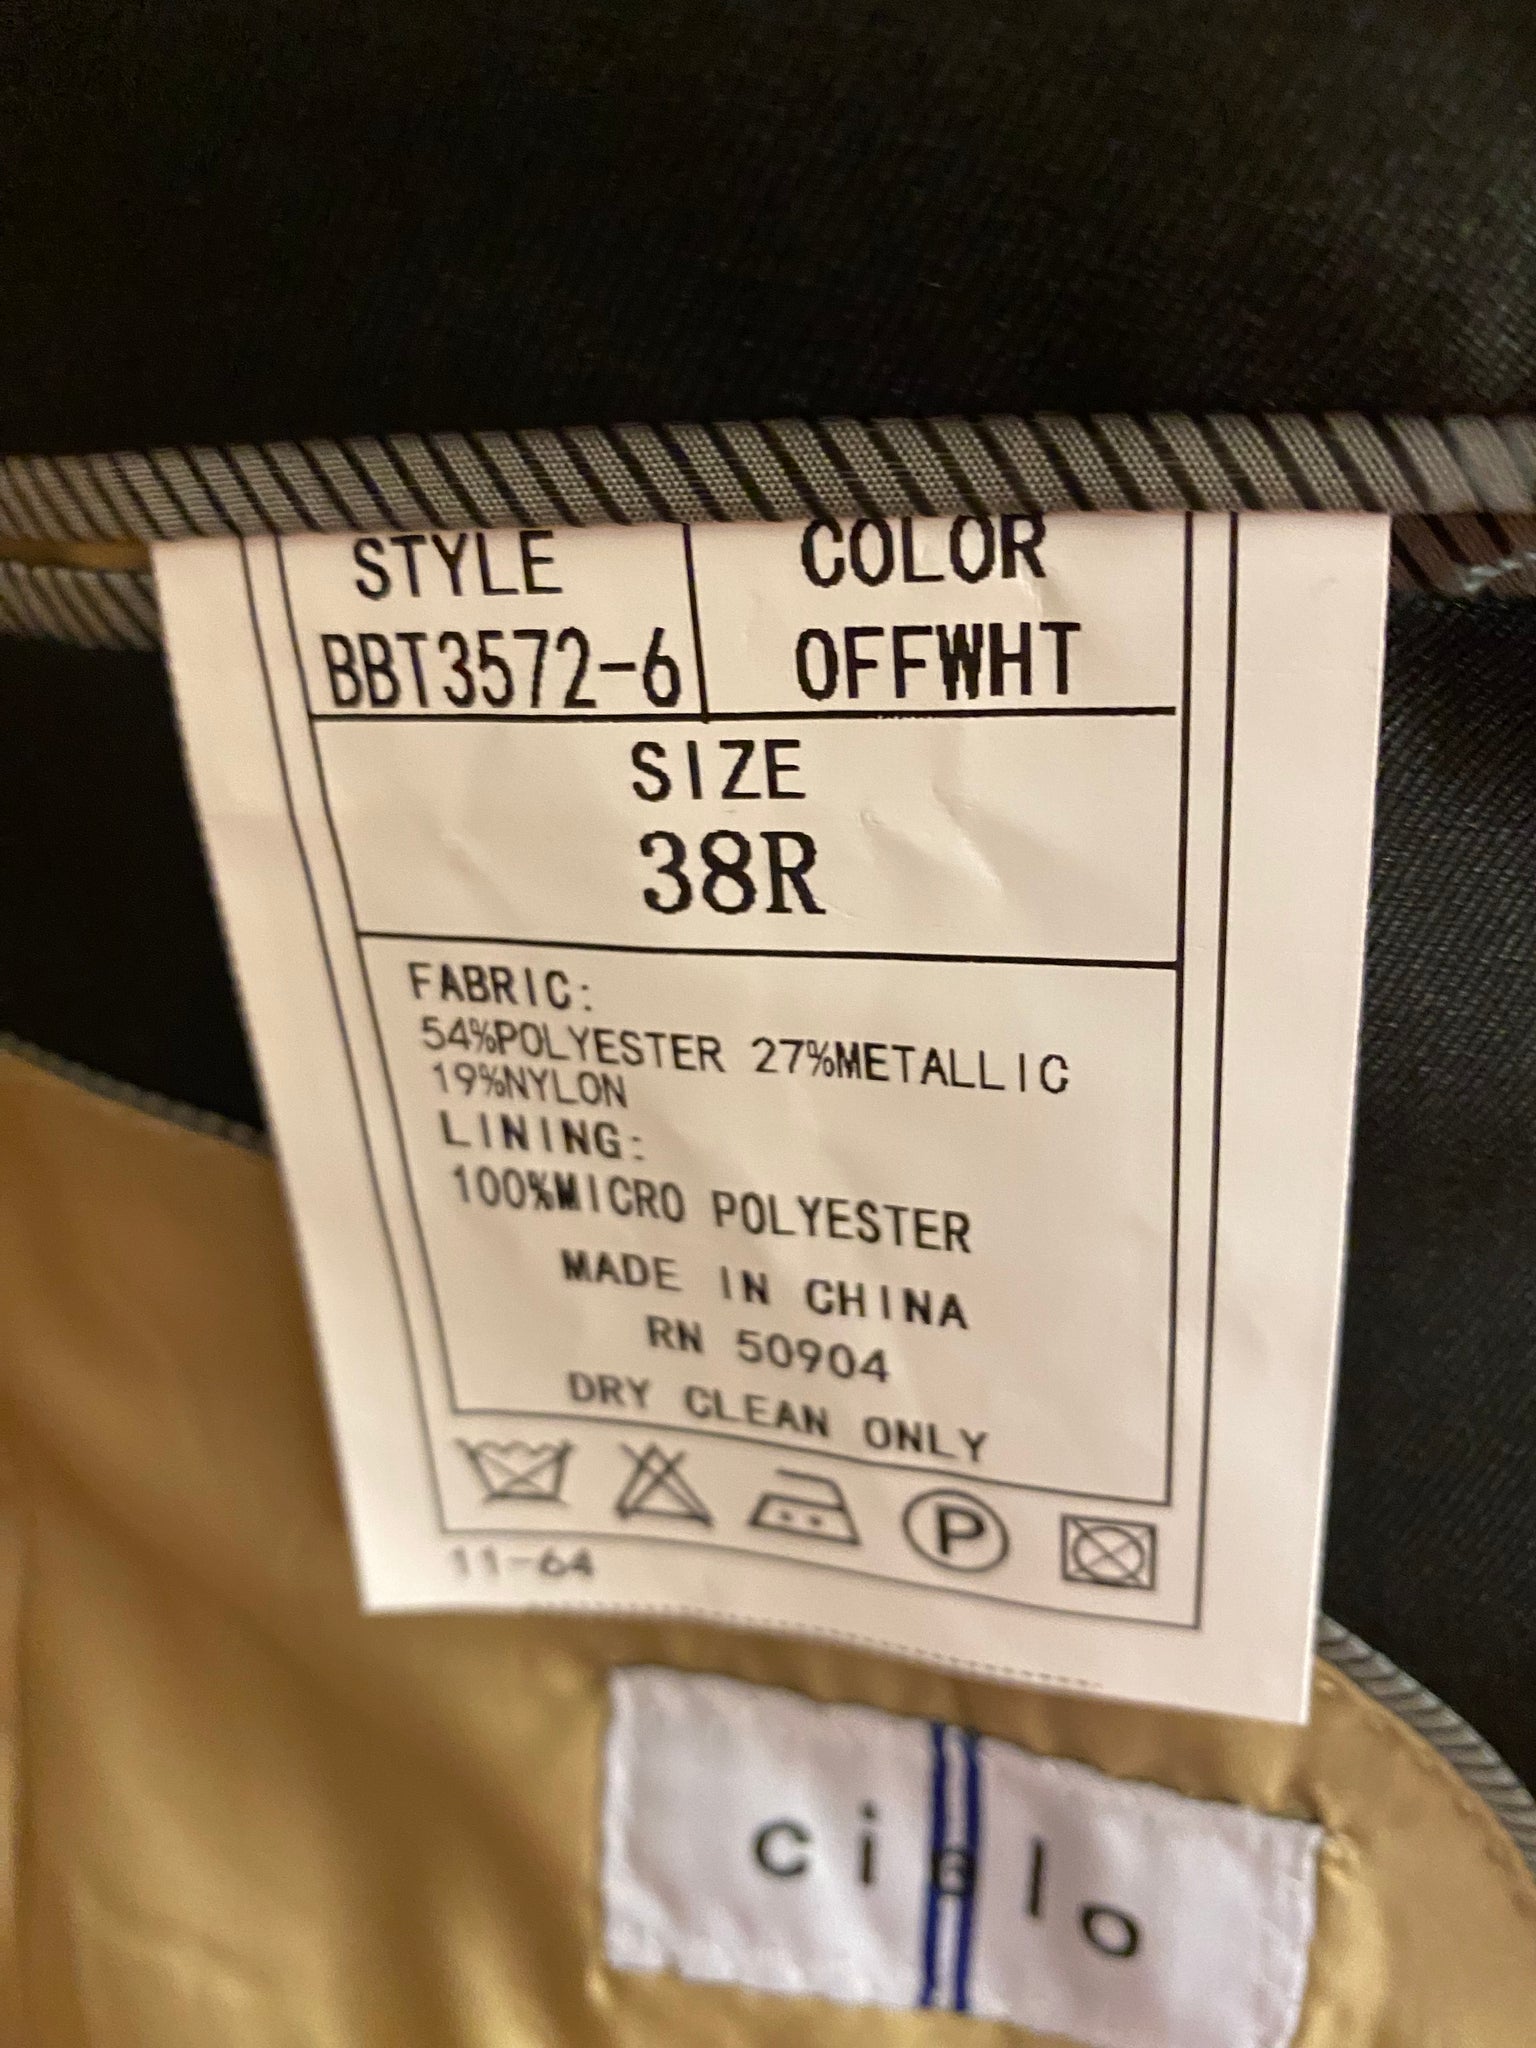 STYLE COLOR
BBT3572-6 OFFWHT
SIZE
38R
FABRIC:
54%POLYESTER 27%METALLIC
19%NYLON
LINING:
100%MICRO POLYESTER
MADE IN CHINA
RN 50904
DRY CLEAN ONLY
P
11-64
cielo